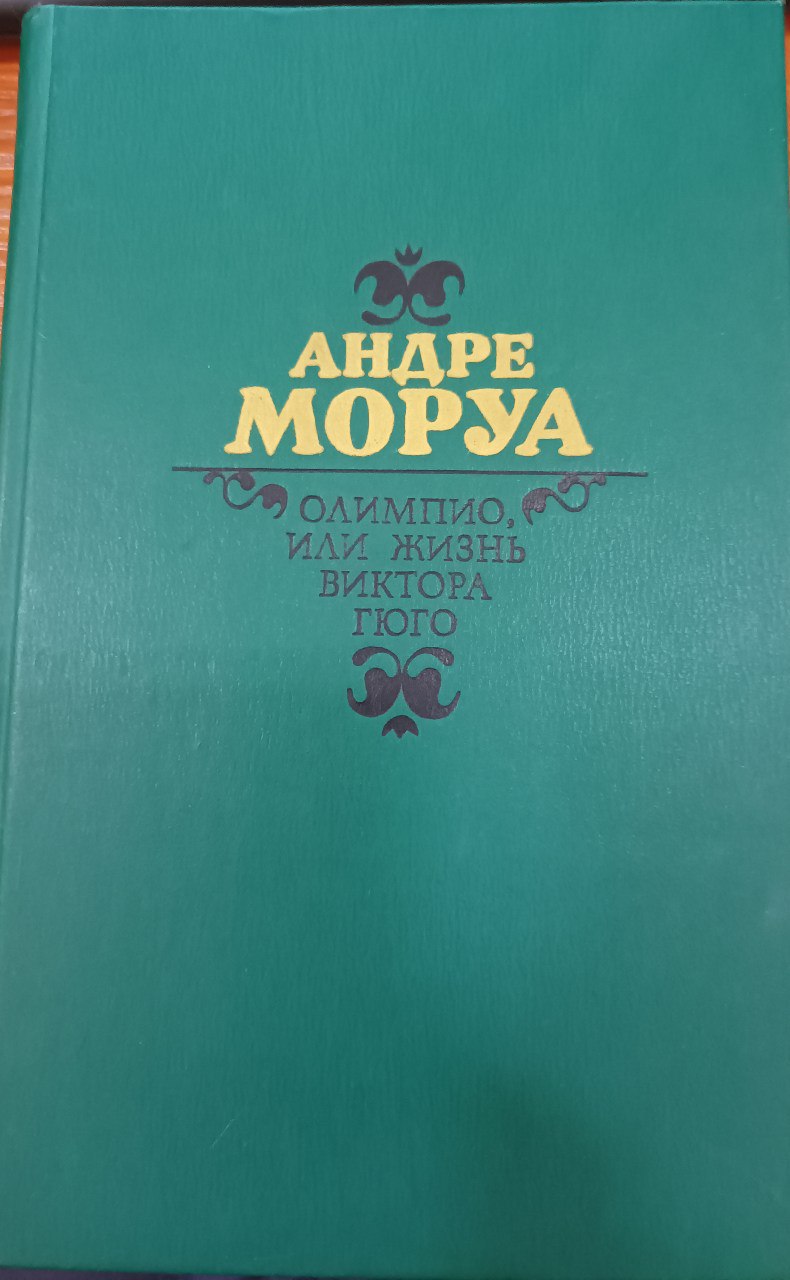 АНДРЕ
МОРУА
ОЛИМПИО,
ИЛИ ЖИЗНЬ
ВИКТОРА
ГЮГО